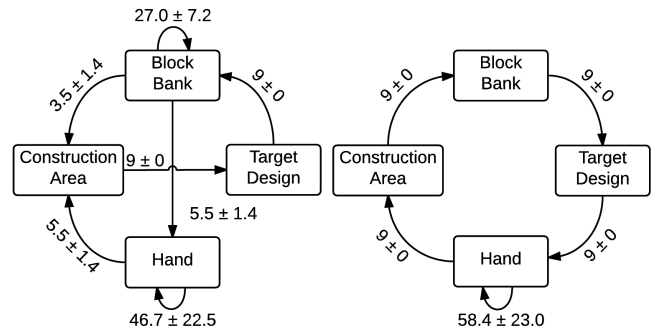 27.0 ± 7.2
Block
Bank
3.5 ± 1.4
9 ± 0
Construction
Area
9 ± 0
Target
Design
5.5 ± 1.4
5.5 ± 1.4
Hand
46.7 ± 22.5
Block
Bank
9 ± 0
9 ± 0
Construction
Area
Target
Design
9 ± 0
9 ± 0
Hand
58.4 ± 23.0